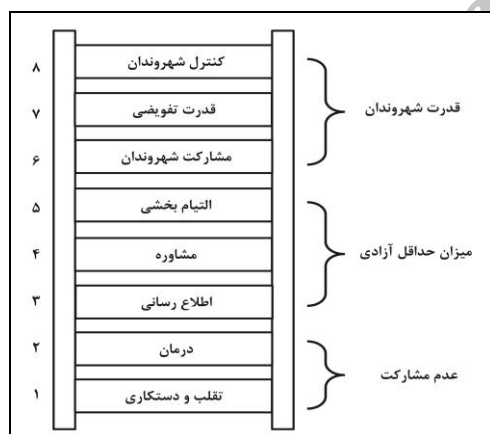 ۸ کنترل شهروندان
۷ قدرت تفویضی
۶ مشارکت شهروندان
قدرت شهروندان
۵ التیام بخشی
۴ مشاوره
۳ اطلاع رسانی
میزان حداقل آزادی
۲ درمان
۱ تقلب و دستکاری
عدم مشارکت